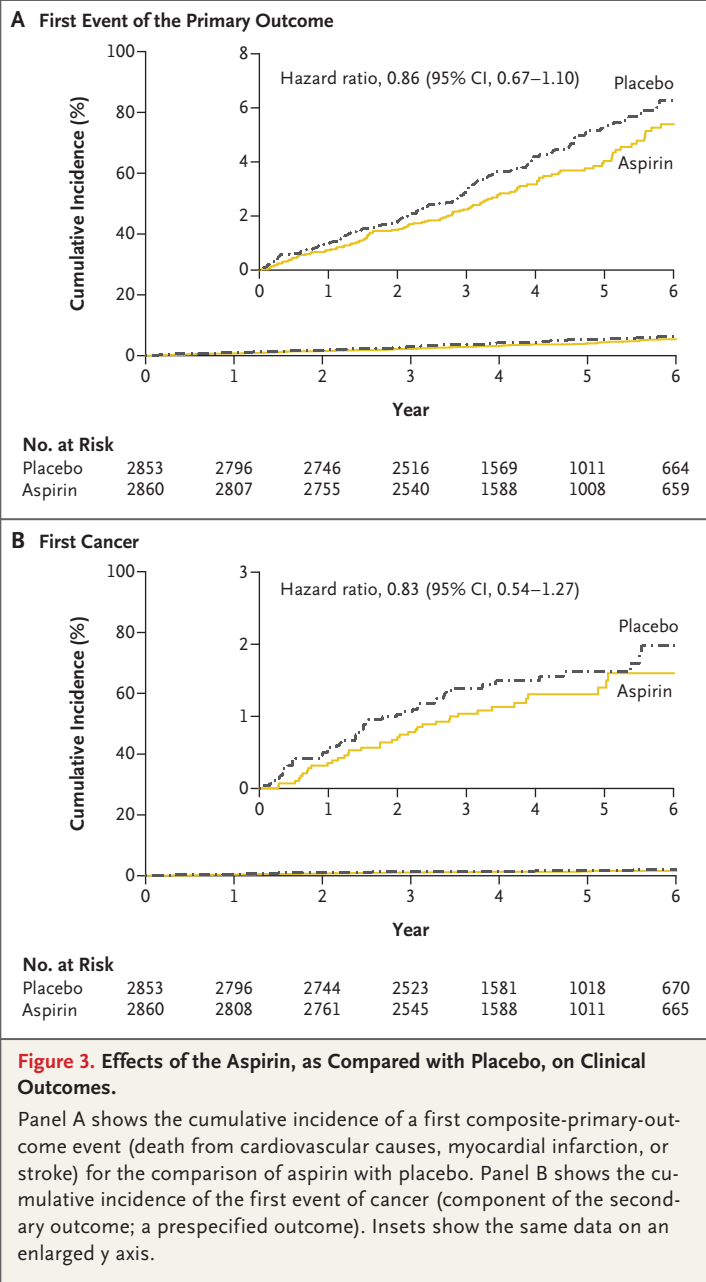 A First Event of the Primary Outcome
Cumulative Incidence (%)
100
80
60
40
20
0
0 1 2 3 4 5 6
Year
8
6
4
2
0
0 1 2 3 4 5 6
Hazard ratio, 0.86 (95% CI, 0.67–1.10)
Placebo
Aspirin
No. at Risk
Placebo 2853 2796 2746 2516 1569 1011 664
Aspirin 2860 2807 2755 2540 1588 1008 659
B First Cancer
Cumulative Incidence (%)
100
80
60
40
20
0
0 1 2 3 4 5 6
Year
3
2
1
0
0 1 2 3 4 5 6
Hazard ratio, 0.83 (95% CI, 0.54–1.27)
Placebo
Aspirin
No. at Risk
Placebo 2853 2796 2744 2523 1581 1018 670
Aspirin 2860 2808 2761 2545 1588 1011 665
Figure 3. Effects of the Aspirin, as Compared with Placebo, on Clinical
Outcomes.
Panel A shows the cumulative incidence of a first composite-primary-out-
come event (death from cardiovascular causes, myocardial infarction, or
stroke) for the comparison of aspirin with placebo. Panel B shows the cu-
mulative incidence of the first event of cancer (component of the second-
ary outcome; a prespecified outcome). Insets show the same data on an
enlarged y axis.